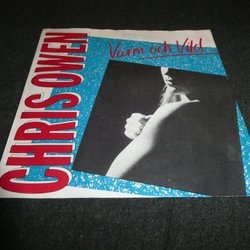 CHRIS OWEN
Varm och Vild